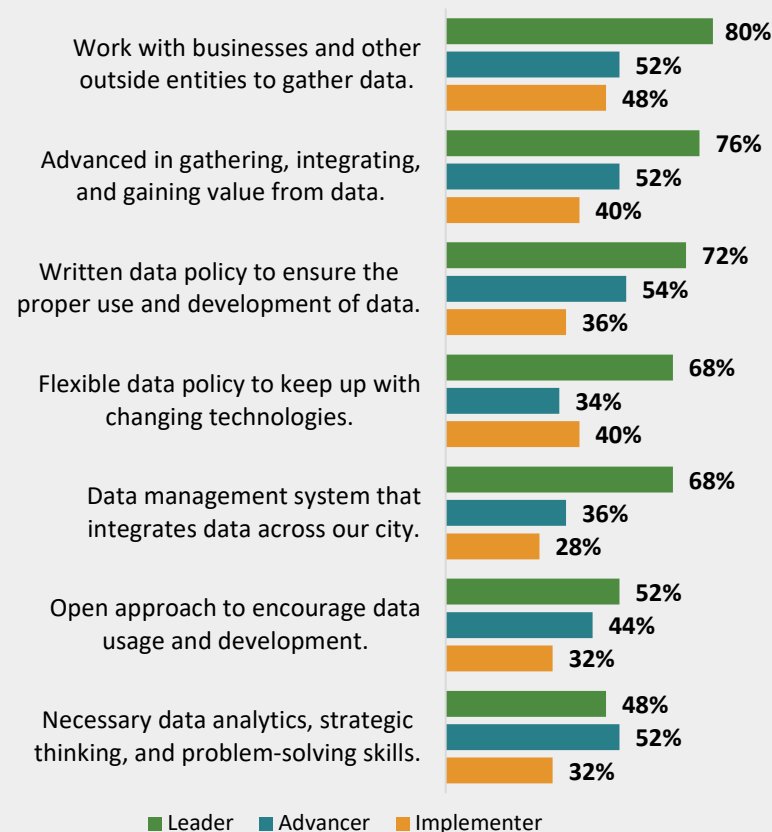 Work with businesses and other
outside entities to gather data.
80%
52%
48%
Advanced in gathering, integrating,
and gaining value from data.
76%
52%
40%
Written data policy to ensure the
proper use and development of data.
72%
54%
36%
Flexible data policy to keep up with
changing technologies.
68%
34%
40%
Data management system that
integrates data across our city.
68%
36%
28%
Open approach to encourage data
usage and development.
52%
44%
32%
Necessary data analytics, strategic
thinking, and problem-solving skills.
48%
52%
32%
Leader Advancer Implementer